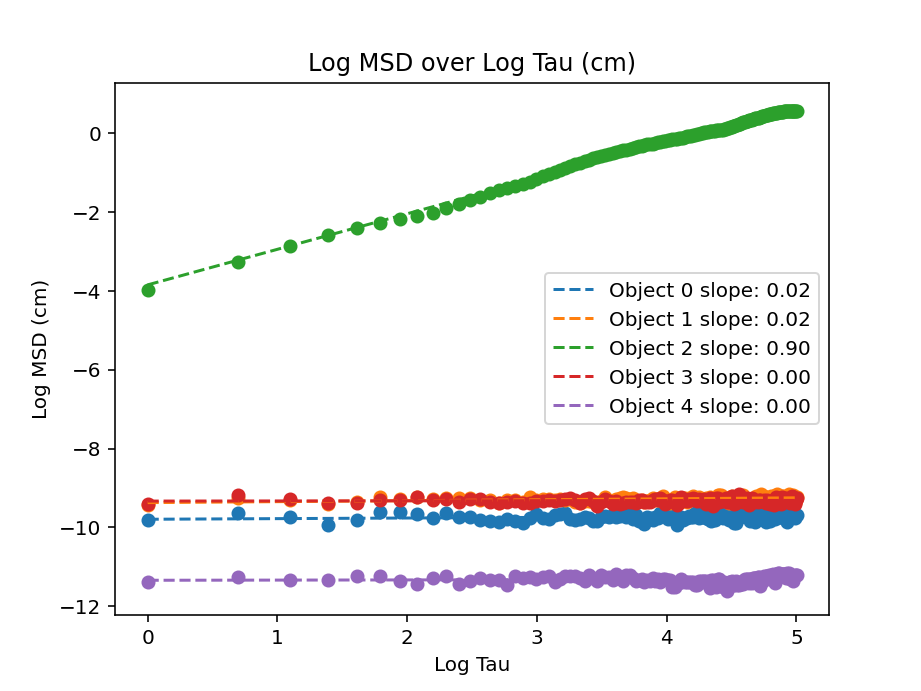 Log MSD over Log Tau (cm)
Log MSD (cm)
0
−2
−4
−6
−8
−10
−12
Object 0 slope: 0.02
Object 1 slope: 0.02
Object 2 slope: 0.90
Object 3 slope: 0.00
Object 4 slope: 0.00
0 1 2 3 4 5
Log Tau